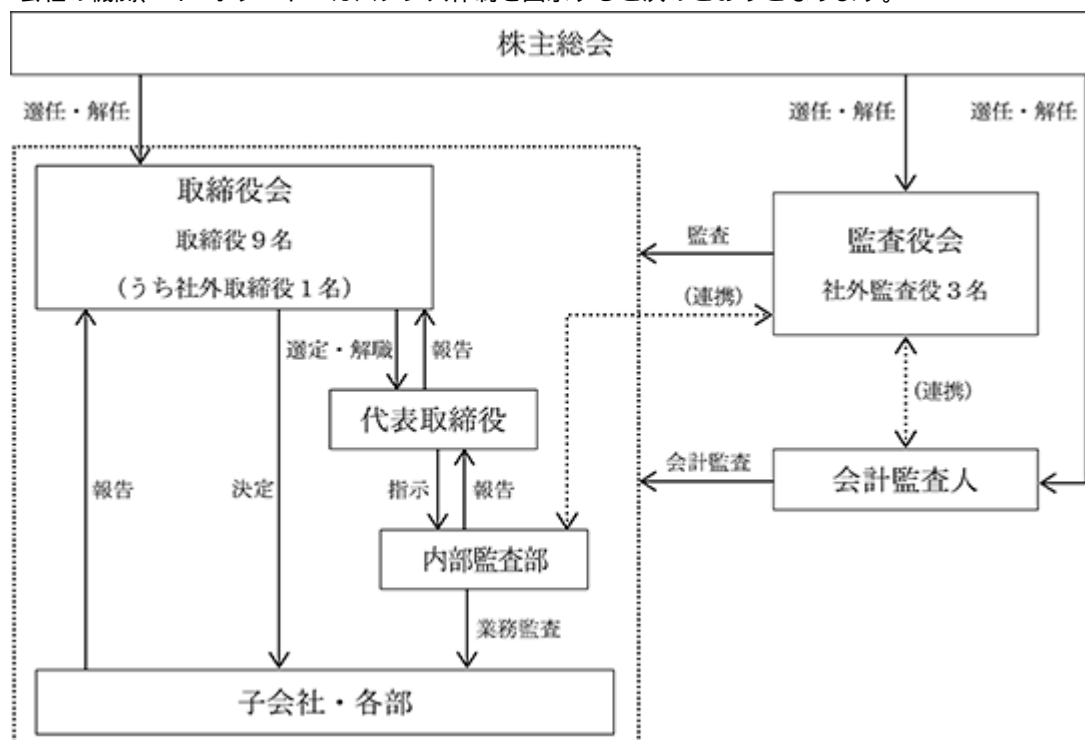 株主総会
選任・解任
選任・解任
選任・解任
取締役会
取締役９名
（うち社外取締役１名）
監査
監査役会
社外監査役３名
（連携）
選定・解職
報告
（連携）
代表取締役
会計監査
会計監査人
報告
決定
指示
報告
内部監査部
業務監査
子会社・各部